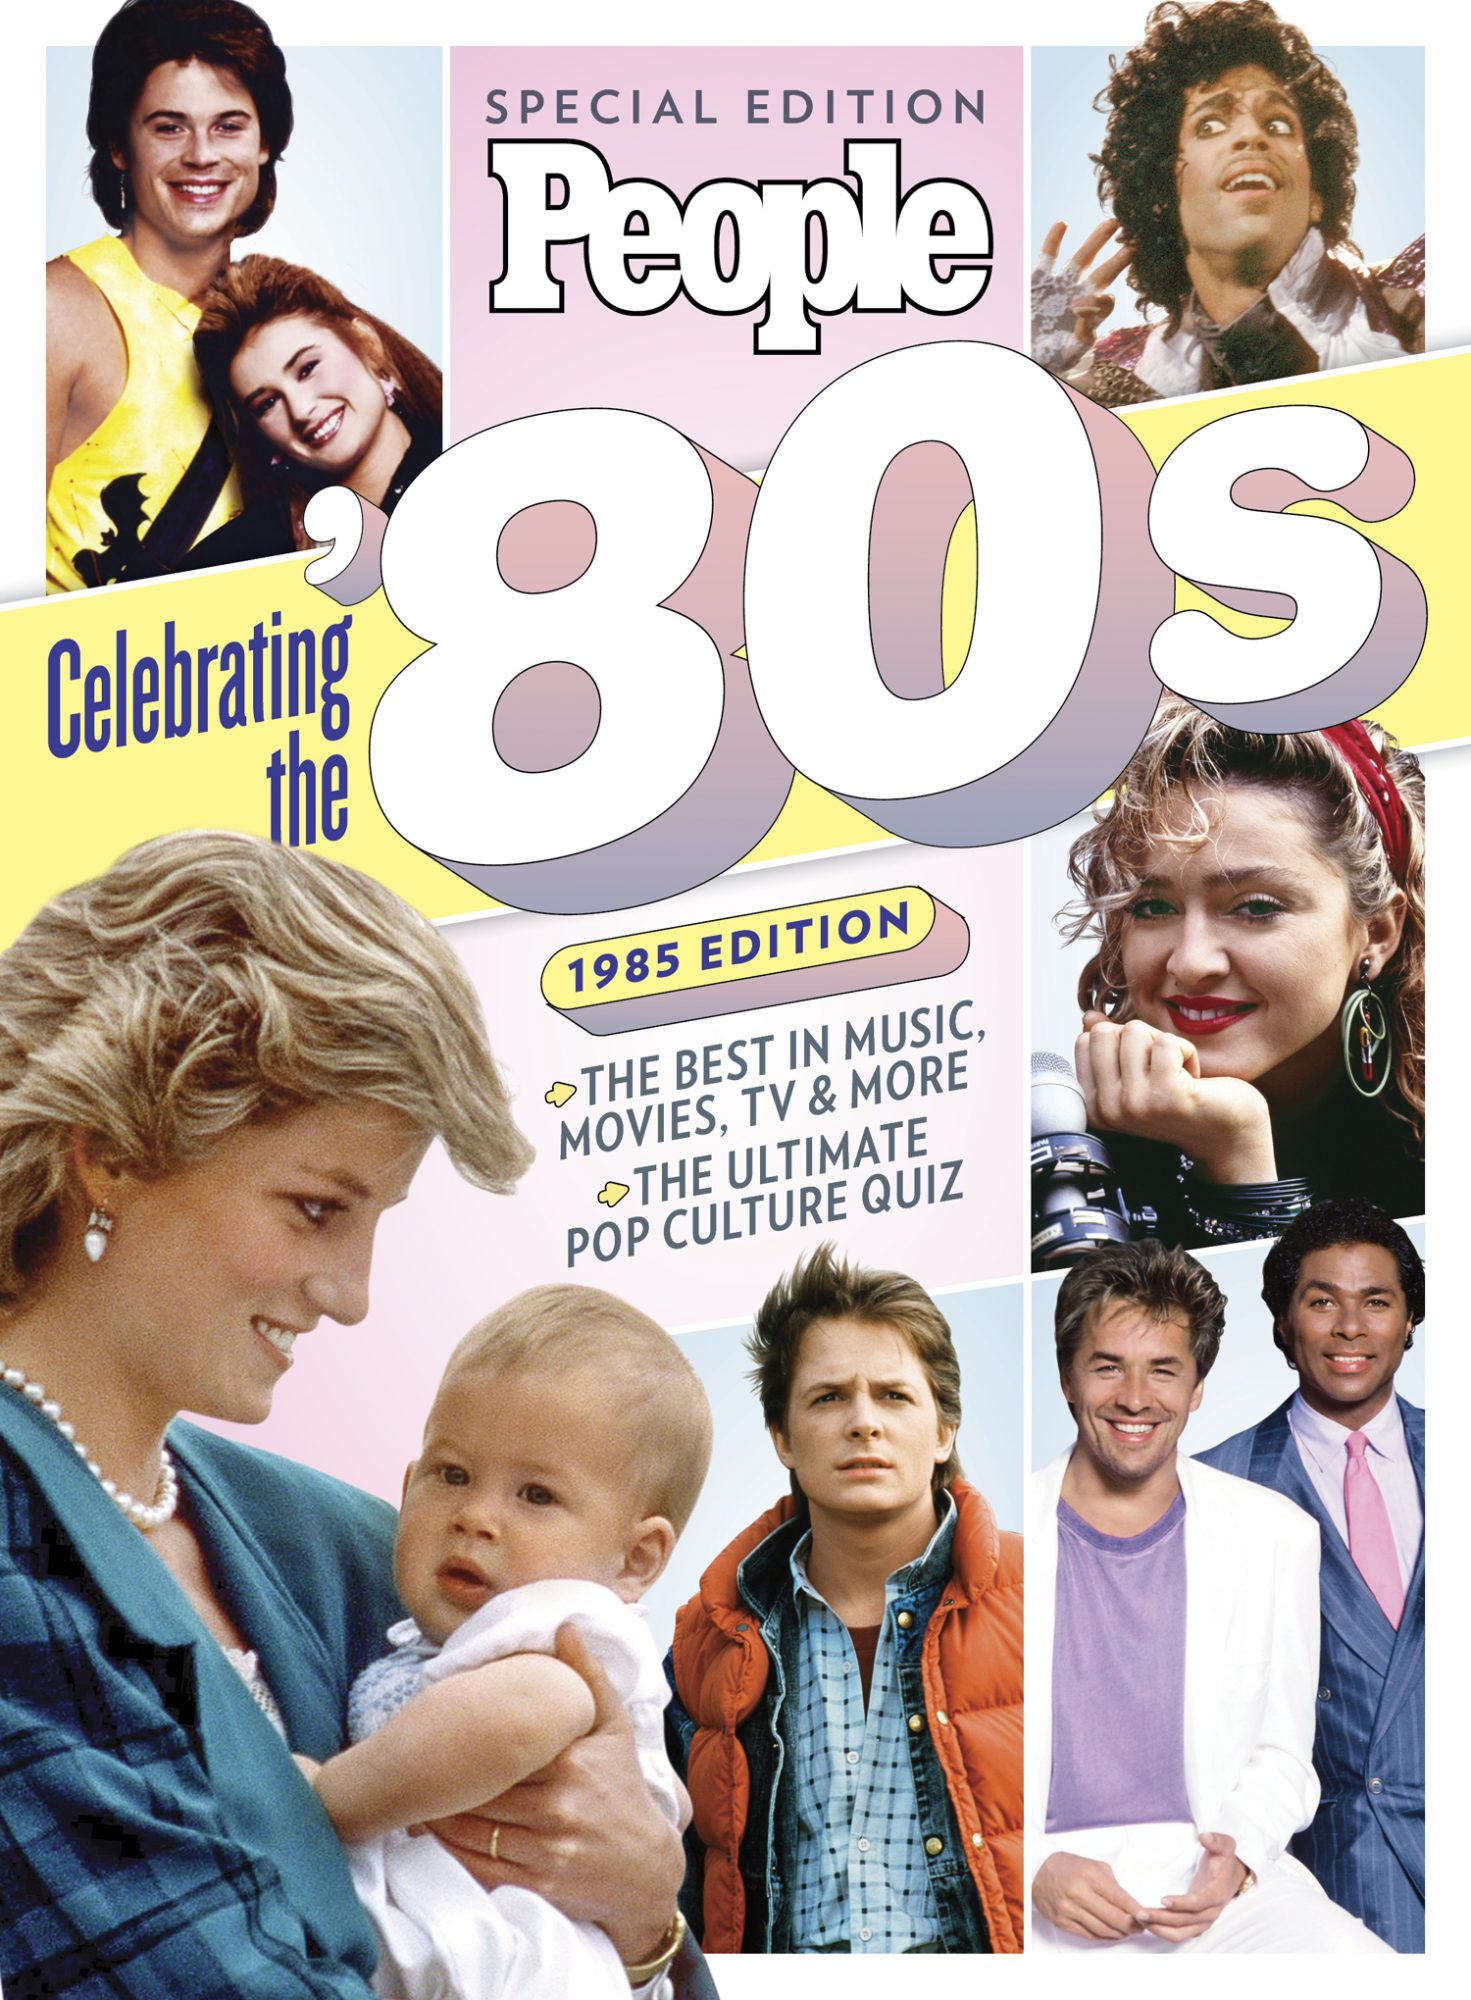 SPECIAL EDITION
People
Celebrating
the
'80s
1985 EDITION
THE BEST IN MUSIC,
MOVIES, TV & MORE
THE ULTIMATE
POP CULTURE QUIZ